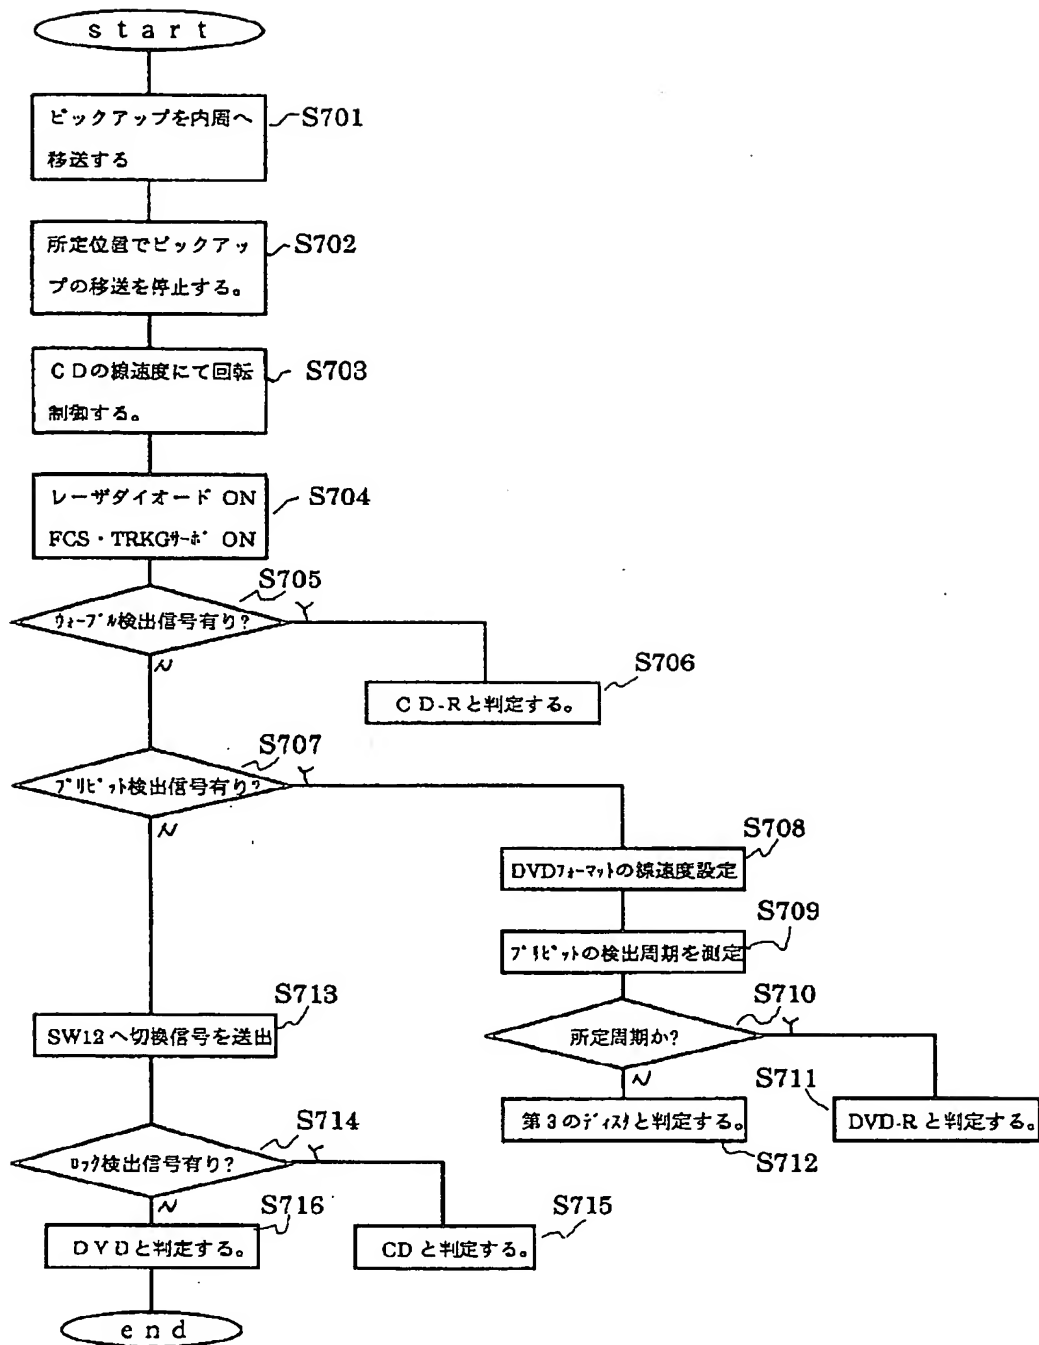 start
ピックアップを内周へ
移送する
S701
所定位置でピックアッ
プの移送を停止する。
S702
CDの線速度にて回転
制御する。
S703
レーザダイオード ON
FCS・TRKGサーボ ON
S704
S705
ウォーブル検出信号有り?
Y
N
S706
CD-Rと判定する。
S707
プリピット検出信号有り?
Y
N
S708
DVDフォーマットの線速度設定
S709
プリピットの検出周期を測定
S713
SW12へ切換信号を送出
S710
所定周期か?
Y
N
S711
DVD-Rと判定する。
第3のディスクと判定する。
S712
S714
ロック検出信号有り?
Y
N
S716
DVDと判定する。
S715
CDと判定する。
end